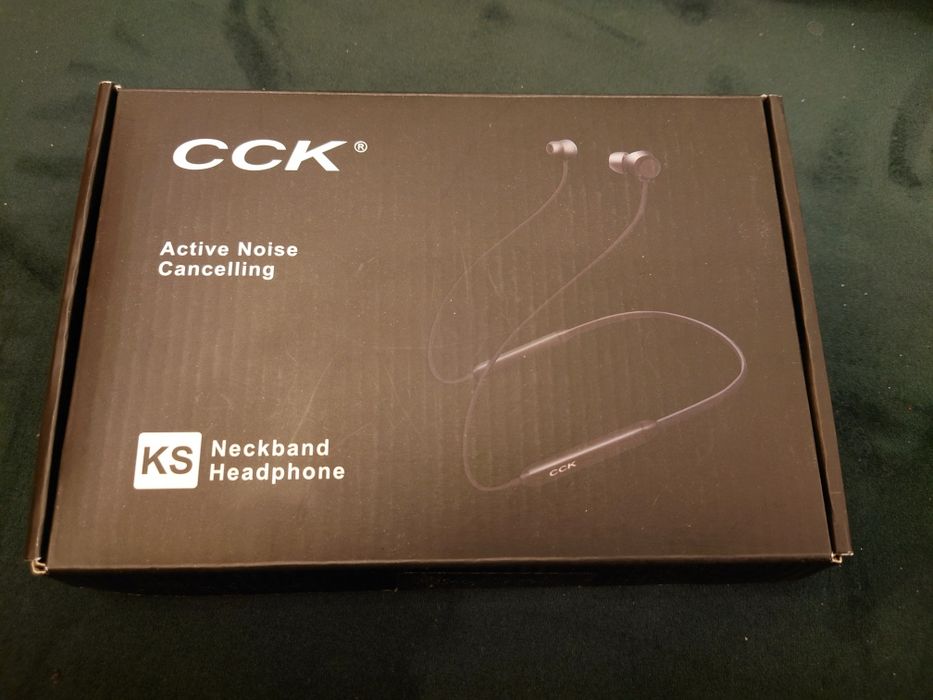 CCK®
Active Noise
Cancelling
KS
Neckband
Headphone
CCK